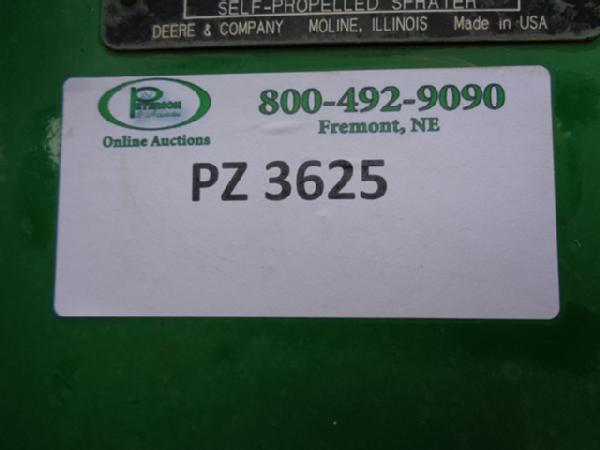 SELF-PROPELLED SPRAYER
DEERE & COMPANY MOLINE, ILLINOIS Made in USA
PETERSON
Online Auctions
800-492-9090
Fremont, NE
PZ 3625